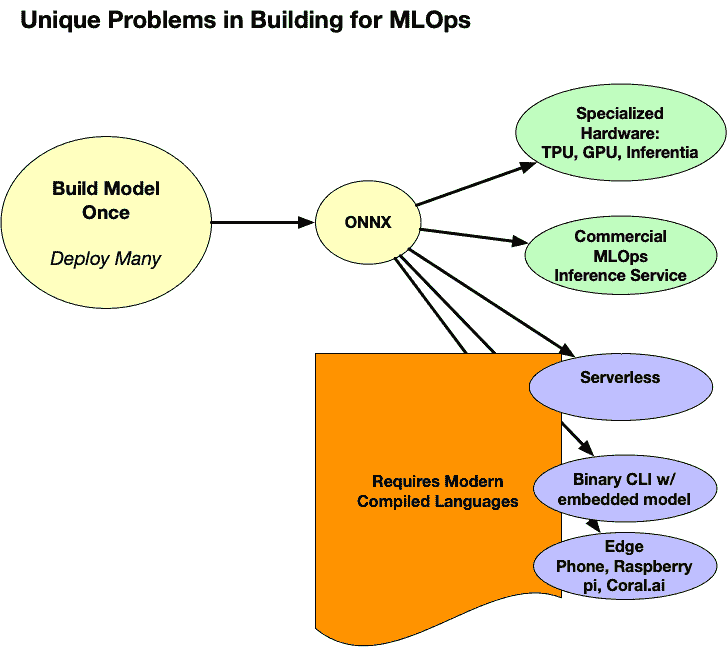 Unique Problems in Building for MLOps
Build Model
Once
Deploy Many
ONNX
Specialized
Hardware:
TPU, GPU, Inferentia
Commercial
MLOps
Inference Service
Serverless
Requires Modern
Compiled Languages
Binary CLI w/
embedded model
Edge
Phone, Raspberry
pi, Coral.ai